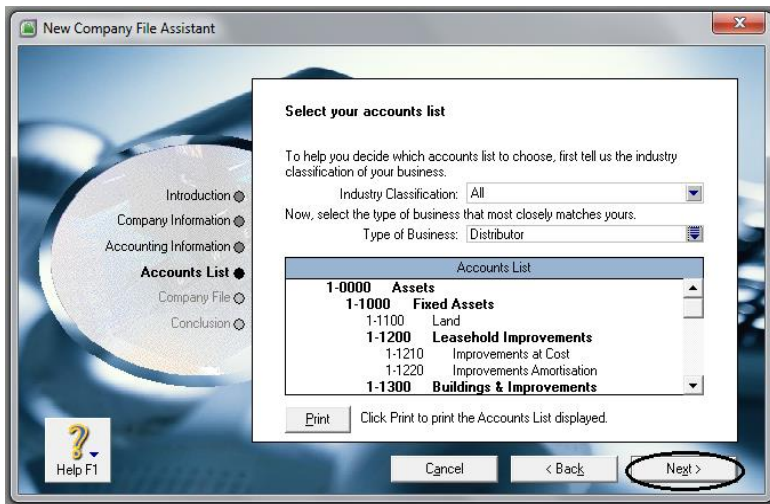 New Company File Assistant
Select your accounts list
To help you decide which accounts list to choose, first tell us the industry
classification of your business.
Industry Classification: All
Now, select the type of business that most closely matches yours.
Type of Business: Distributor
Introduction
Company Information
Accounting Information
Accounts List
Company File
Conclusion
Accounts List
1-0000 Assets
1-1000 Fixed Assets
1-1100 Land
1-1200 Leasehold Improvements
1-1210 Improvements at Cost
1-1220 Improvements Amortisation
1-1300 Buildings & Improvements
Print Click Print to print the Accounts List displayed.
Help F1
Cancel < Back Next >